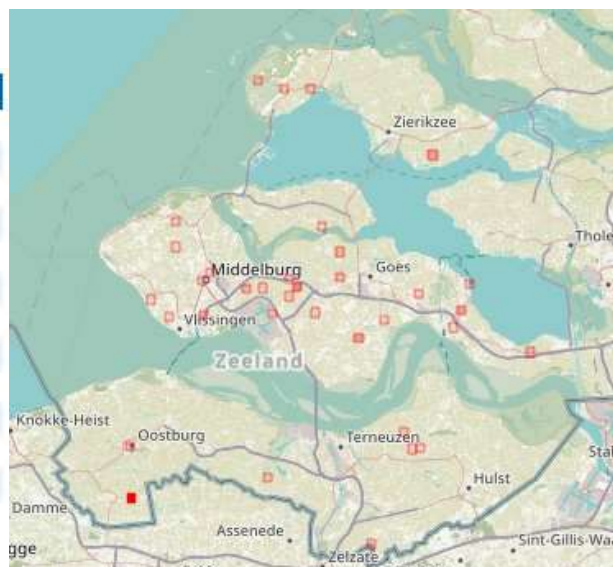 Zierikzee
Thole
Middelburg
Goes
Vlissingen
Zeeland
Knokke-Heist
Oostburg
Terneuzen
Stal
Hulst
Damme
Assenede
Sint-Gillis-Waa
gge
Zelzate